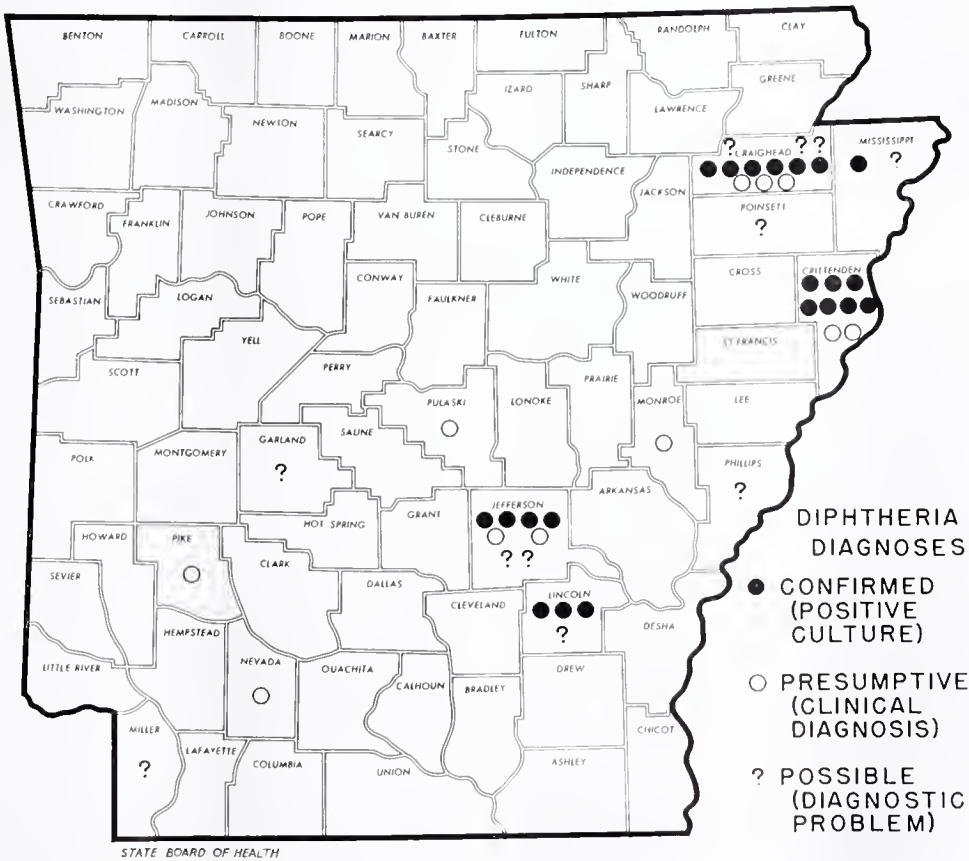 BENTON
CARROLL
BOONE
MARION
BAXTER
FULTON
RANDOLPH
CLAY
WASHINGTON
MADISON
NEWTON
SEARCY
STONE
IZARD
SHARP
LAWRENCE
GREENE
INDEPENDENCE
JACKSON
? ? ?
CRAIGHEAD
MISSISSIPPI
?
CRAWFORD
FRANKLIN
JOHNSON
POPE
VAN BUREN
CLEBURNE
POINSETT
?
SEBASTIAN
LOGAN
CONWAY
FAULKNER
WHITE
WOODRUFF
CROSS
CRITTENDEN
SCOTT
YELL
PERRY
PULASKI
LONOKE
PRAIRIE
MONROE
ST FRANCIS
LEE
POLK
MONTGOMERY
GARLAND
?
SALINE
PHILLIPS
?
HOWARD
PIKE
HOT SPRING
GRANT
JEFFERSON
? ?
ARKANSAS
SEVIER
CLARK
DALLAS
CLEVELAND
LINCOLN
?
DESHA
LITTLE RIVER
HEMPSTEAD
NEVADA
OUACHITA
CALHOUN
BRADLEY
DREW
MILLER
?
LAFAYETTE
COLUMBIA
UNION
ASHLEY
CHICOT
DIPHTHERIA
DIAGNOSES
CONFIRMED
(POSITIVE
CULTURE)
PRESUMPTIVE
(CLINICAL
DIAGNOSIS)
? POSSIBLE
(DIAGNOSTIC
PROBLEM)
STATE BOARD OF HEALTH